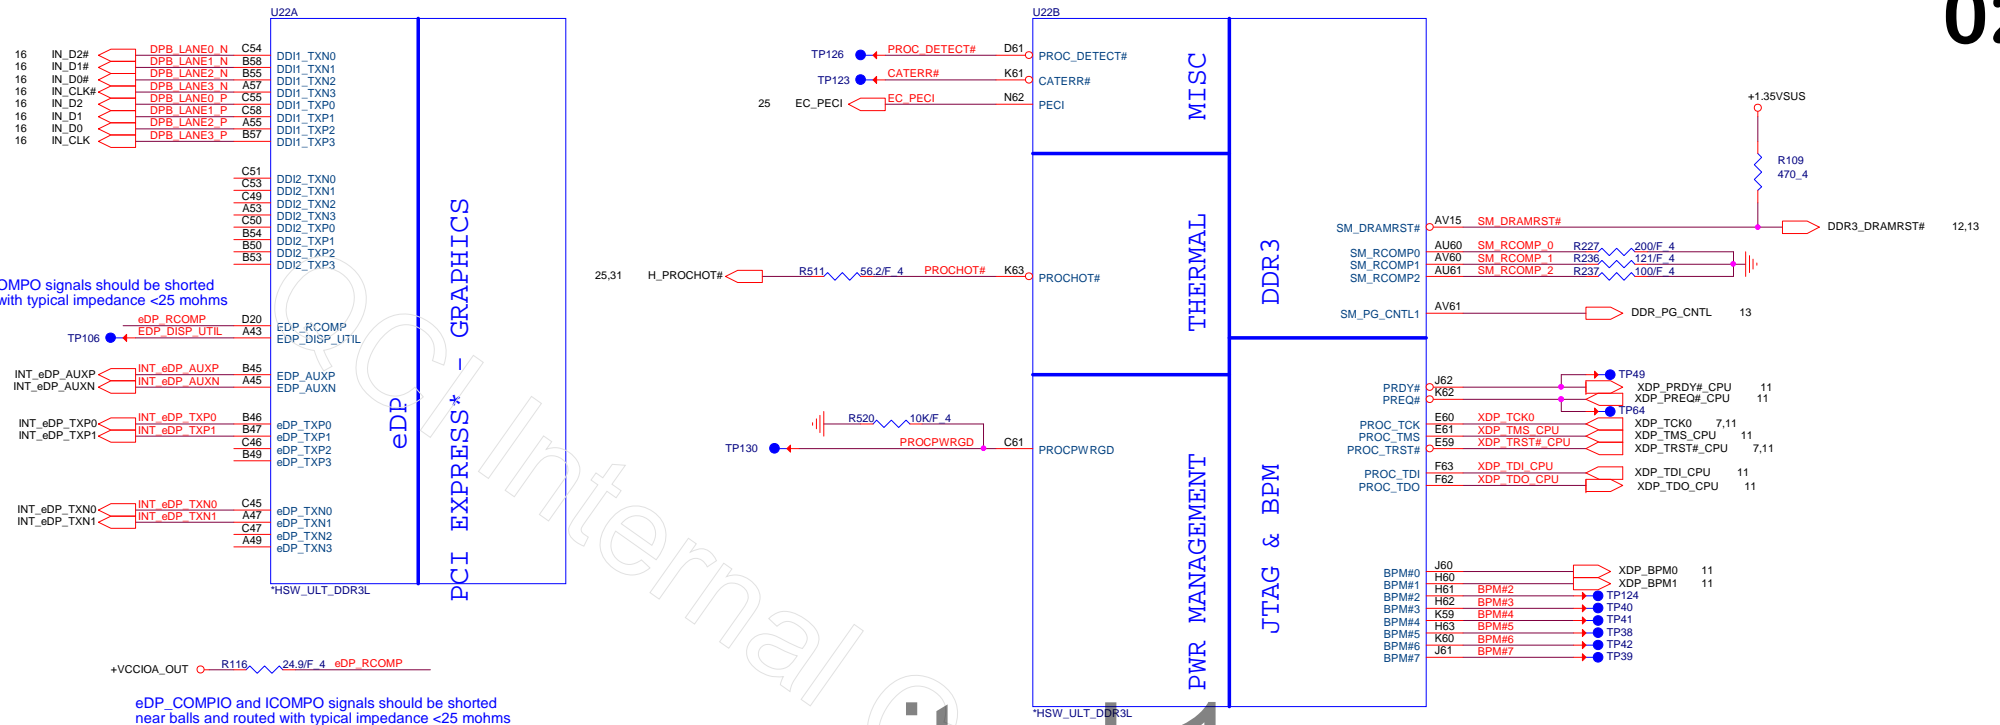 U22A
16 IN_D2# DPB_LANE0_N C54 DDI1_TXN0
16 IN_D1# DPB_LANE1_N B58 DDI1_TXN1
16 IN_D0# DPB_LANE2_N B55 DDI1_TXN2
16 IN_CLK# DPB_LANE3_N A57 DDI1_TXN3
16 IN_D2 DPB_LANE0_P C55 DDI1_TXP0
16 IN_D1 DPB_LANE1_P C58 DDI1_TXP1
16 IN_D0 DPB_LANE2_P A55 DDI1_TXP2
16 IN_CLK DPB_LANE3_P B57 DDI1_TXP3
C51 DDI2_TXN0
C53 DDI2_TXN1
C49 DDI2_TXN2
A53 DDI2_TXN3
C50 DDI2_TXP0
B54 DDI2_TXP1
B50 DDI2_TXP2
B53 DDI2_TXP3
OMPO signals should be shorted
with typical impedance <25 mohms
eDP_RCOMP D20 EDP_RCOMP
TP106 EDP_DISP_UTIL A43 EDP_DISP_UTIL
INT_eDP_AUXP INT_eDP_AUXP B45 EDP_AUXP
INT_eDP_AUXN INT_eDP_AUXN A45 EDP_AUXN
INT_eDP_TXP0 INT_eDP_TXP0 B46 eDP_TXP0
INT_eDP_TXP1 INT_eDP_TXP1 B47 eDP_TXP1
C46 eDP_TXP2
B49 eDP_TXP3
INT_eDP_TXN0 INT_eDP_TXN0 C45 eDP_TXN0
INT_eDP_TXN1 INT_eDP_TXN1 A47 eDP_TXN1
C47 eDP_TXN2
A49 eDP_TXN3
eDP
PCI EXPRESS* - GRAPHICS
*HSW_ULT_DDR3L
+VCCIOA_OUT R116 24.9/F_4 eDP_RCOMP
eDP_COMPIO and ICOMPO signals should be shorted
near balls and routed with typical impedance <25 mohms
QCI Internal
U22B
TP126 PROC_DETECT# D61 PROC_DETECT#
TP123 CATERR# K61 CATERR#
25 EC_PECI EC_PECI N62 PECI
MISC
25,31 H_PROCHOT# R511 56.2/F_4 PROCHOT# K63 PROCHOT#
THERMAL
R520 10K/F_4
TP130 PROCPWRGD C61 PROCPWRGD
PWR MANAGEMENT
DDR3
JTAG & BPM
+1.35VSUS
R109
470_4
SM_DRAMRST# AV15 SM_DRAMRST# DDR3_DRAMRST# 12,13
SM_RCOMP0 AU60 SM_RCOMP_0 R227 200/F_4
SM_RCOMP1 AV60 SM_RCOMP_1 R236 121/F_4
SM_RCOMP2 AU61 SM_RCOMP_2 R237 100/F_4
SM_PG_CNTL1 AV61 DDR_PG_CNTL 13
TP49
PRDY# J62 XDP_PRDY#_CPU 11
PREQ# K62 XDP_PREQ#_CPU 11
TP64
PROC_TCK E60 XDP_TCK0 XDP_TCK0 7,11
PROC_TMS E61 XDP_TMS_CPU XDP_TMS_CPU 11
PROC_TRST# E59 XDP_TRST#_CPU XDP_TRST#_CPU 7,11
PROC_TDI F63 XDP_TDI_CPU XDP_TDI_CPU 11
PROC_TDO F62 XDP_TDO_CPU XDP_TDO_CPU 11
BPM#0 J60 XDP_BPM0 11
BPM#1 H60 XDP_BPM1 11
BPM#2 H61 BPM#2 TP124
BPM#3 H62 BPM#3 TP40
BPM#4 K59 BPM#4 TP41
BPM#5 H63 BPM#5 TP38
BPM#6 K60 BPM#6 TP42
BPM#7 J61 BPM#7 TP39
*HSW_ULT_DDR3L